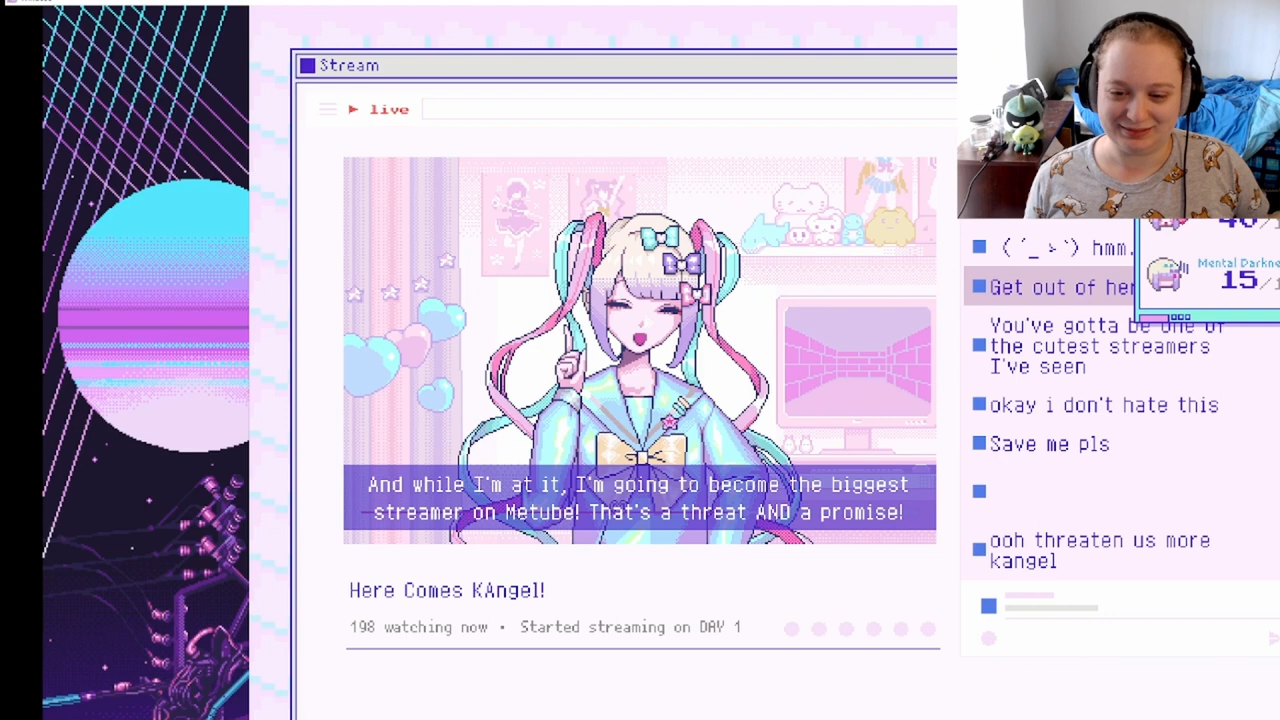 Stream
live
And while I'm at it, I'm going to become the biggest
streamer on Metube! That's a threat AND a promise!
Here Comes KAngel!
198 watching now • Started streaming on DAY 1
( ´_ゝ`) hmm.
Get out of her
You've gotta be one of
the cutest streamers
I've seen
okay i don't hate this
Save me pls
ooh threaten us more
kangel
Mental Darkne
15/1